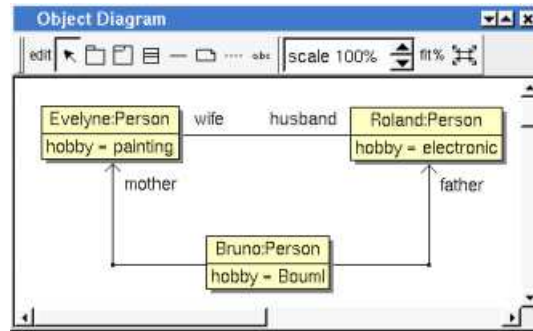 Object Diagram
edit abc scale 100% fit%
Evelyne:Person wife husband Roland:Person
hobby = painting hobby = electronic
mother father
Bruno:Person
hobby = Bouml